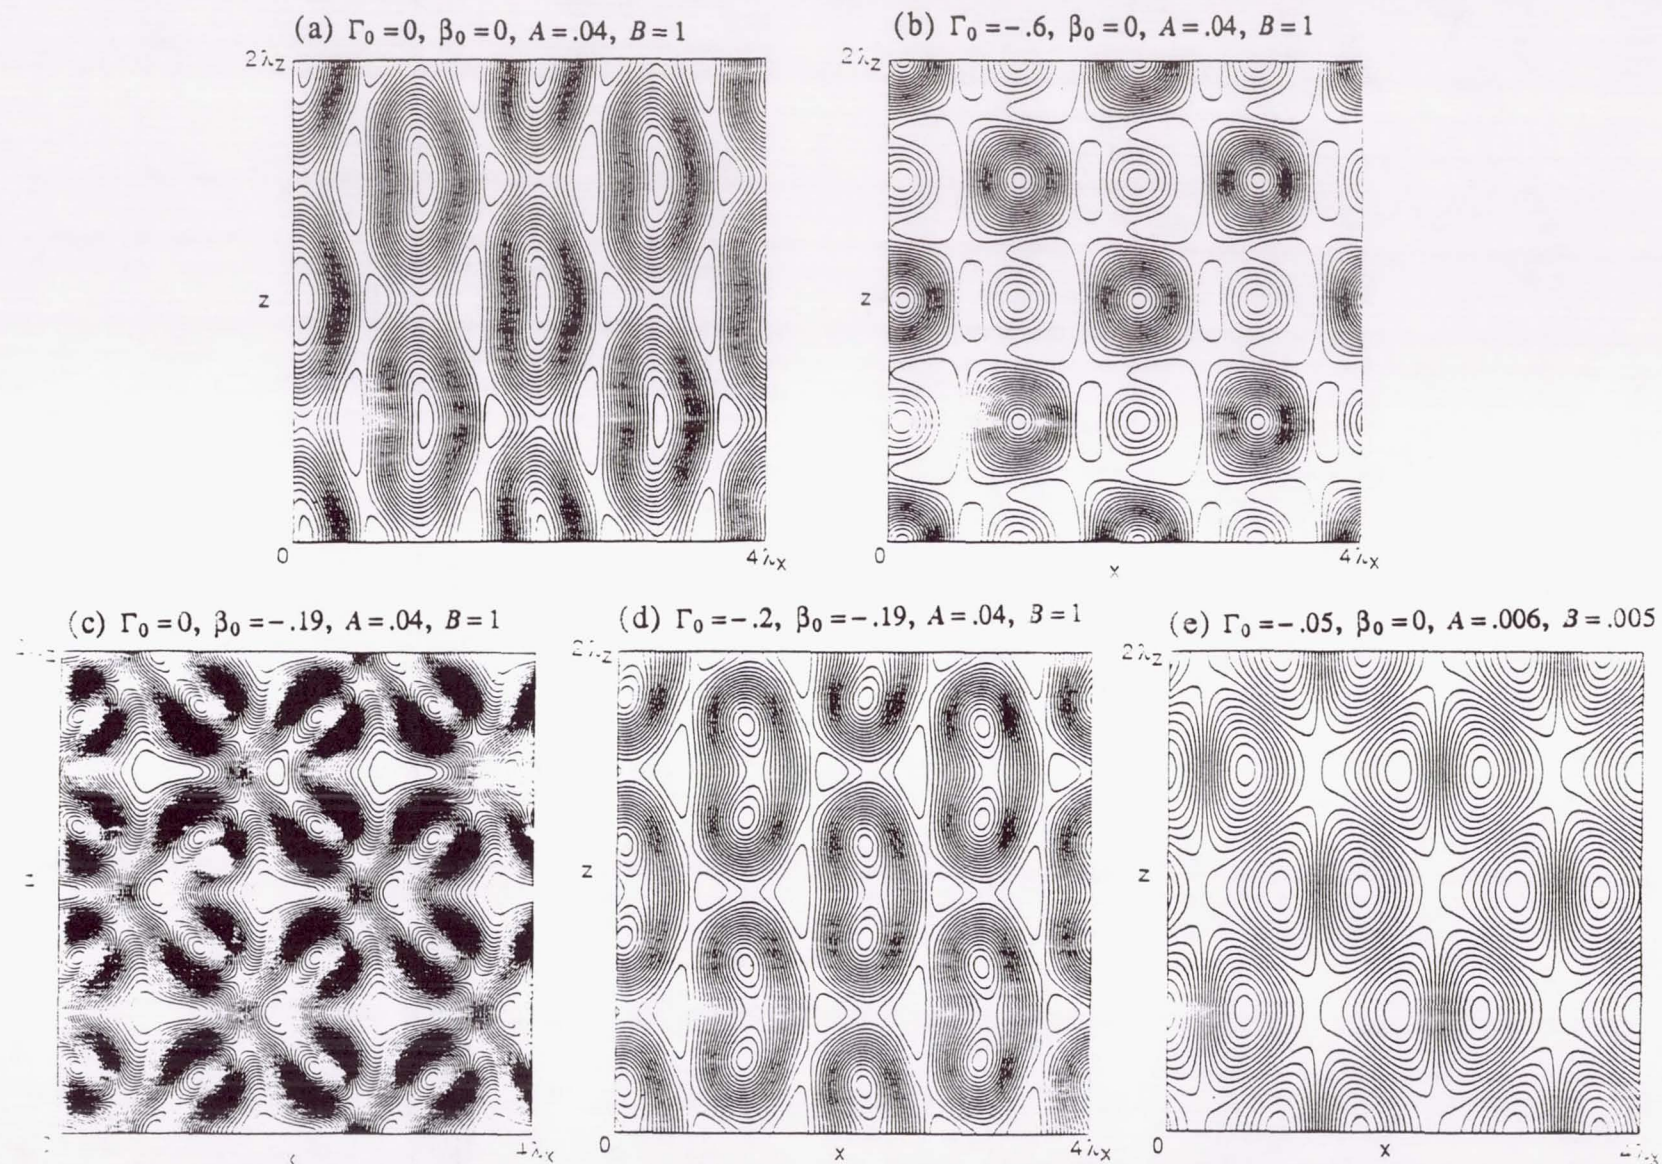 (a) Γ₀ =0, β₀ =0, A =.04, B = 1
(b) Γ₀ =-.6, β₀ =0, A =.04, B = 1
2λz
2λz
z
z
0
4λx
0
4λx
x
(c) Γ₀ =0, β₀ =-.19, A =.04, B = 1
(d) Γ₀ =-.2, β₀ =-.19, A =.04, B = 1
(e) Γ₀ =-.05, β₀ =0, A =.006, B =.005
2λz
2λz
z
z
0
x
4λx
0
x